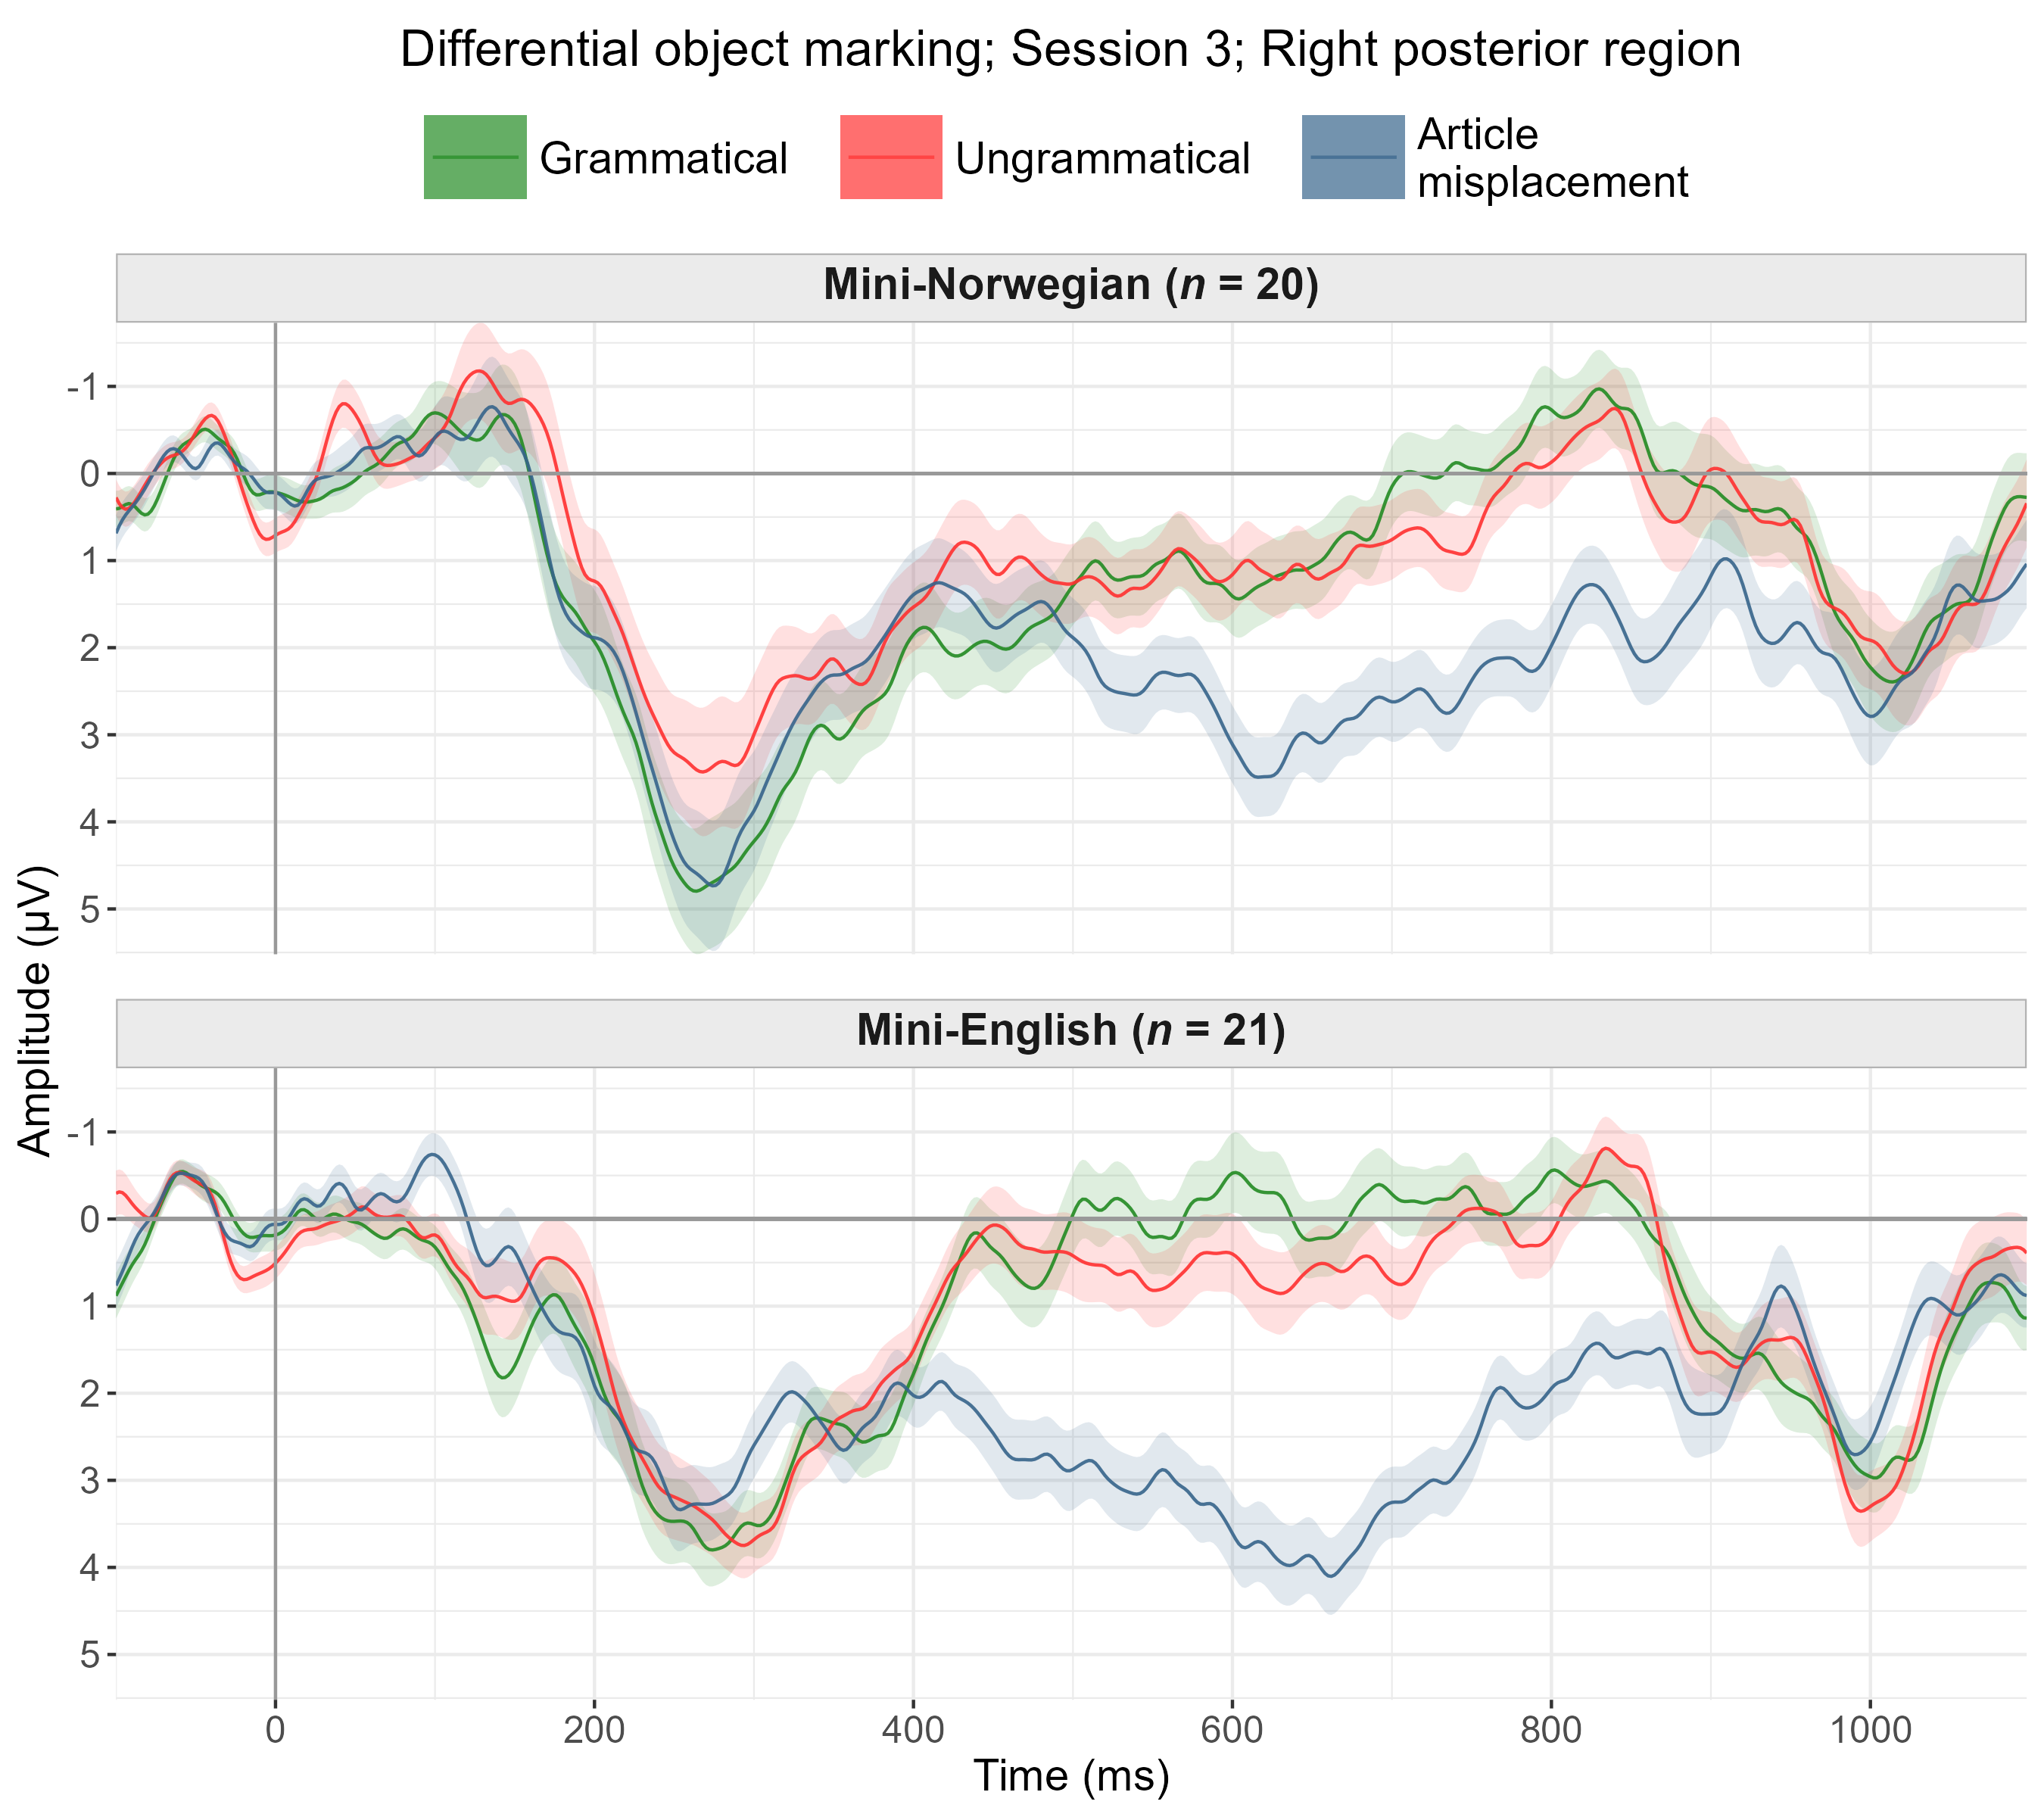 Differential object marking; Session 3; Right posterior region
Grammatical
Ungrammatical
Article
misplacement
Mini-Norwegian (n = 20)
-1
0
1
2
3
4
5
Mini-English (n = 21)
-1
0
1
2
3
4
5
Amplitude (µV)
0 200 400 600 800 1000
Time (ms)